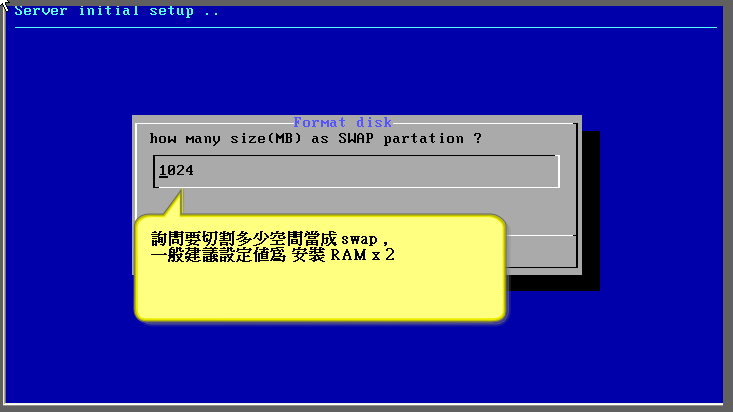 Server initial setup ..
Format disk
how many size(MB) as SWAP partation ?
1024
詢問要切割多少空間當成 swap ,
一般建議設定值為 安裝 RAM x 2